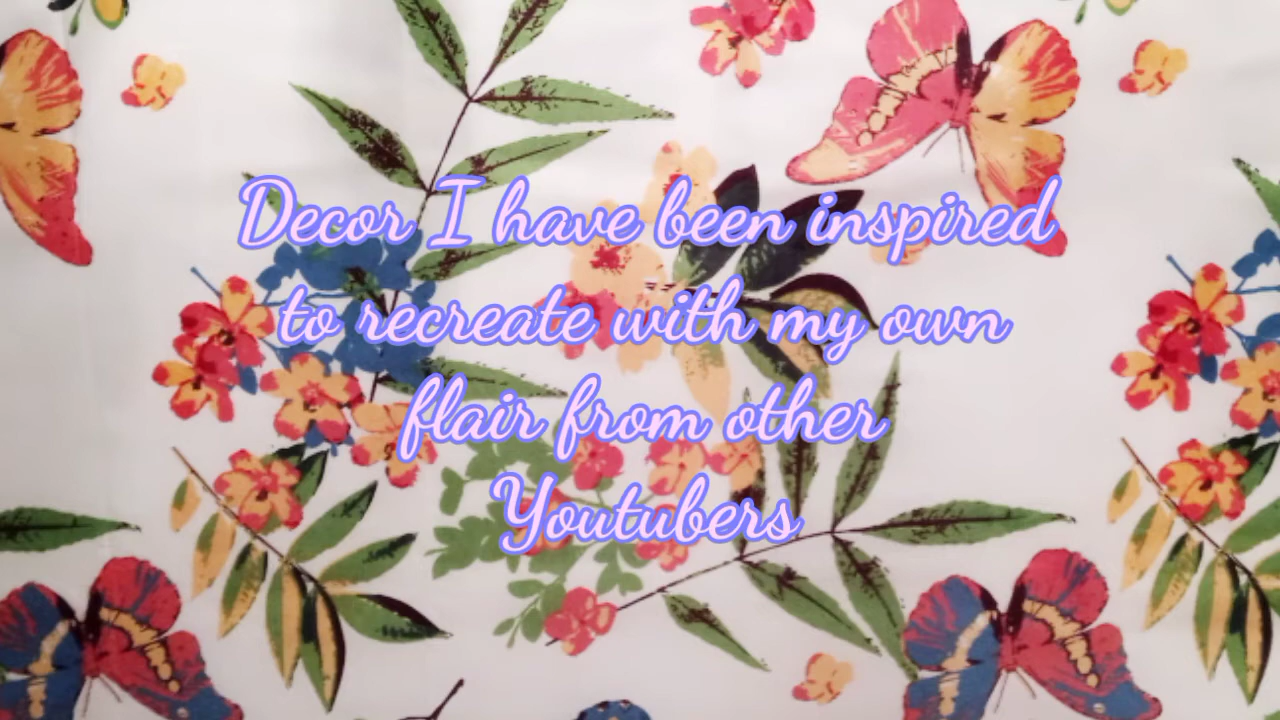 Decor I have been inspired
to recreate with my own
flair from other
Youtubers